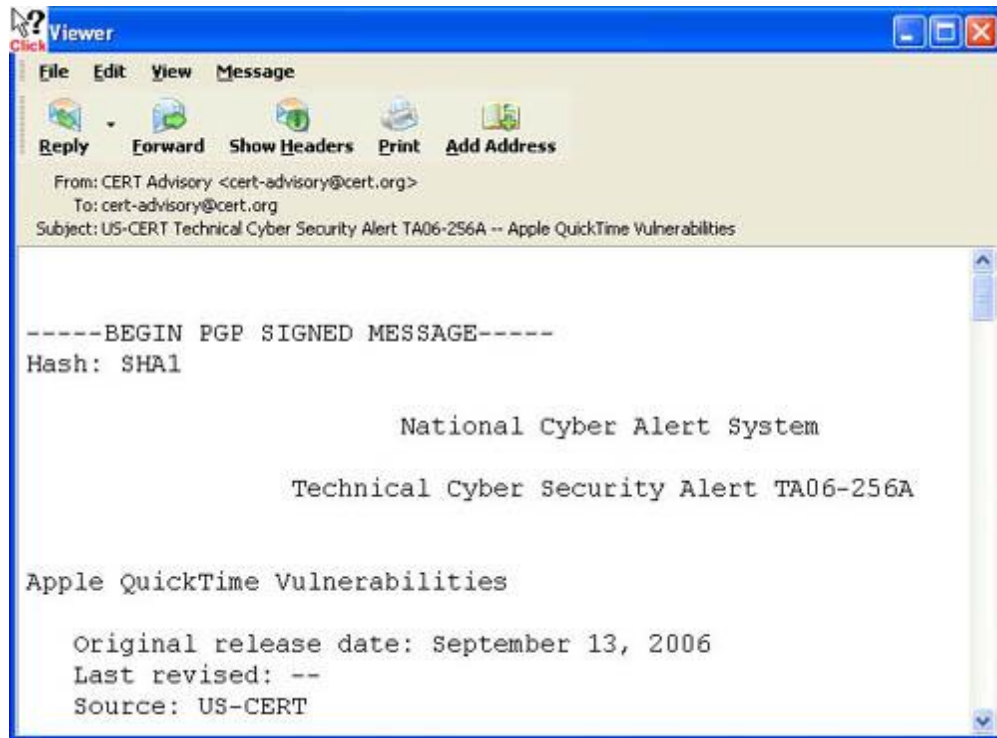 ?
Click
Viewer
File Edit View Message
Reply Forward Show Headers Print Add Address
From: CERT Advisory <cert-advisory@cert.org>
To: cert-advisory@cert.org
Subject: US-CERT Technical Cyber Security Alert TA06-256A -- Apple QuickTime Vulnerabilities
-----BEGIN PGP SIGNED MESSAGE-----
Hash: SHA1
National Cyber Alert System
Technical Cyber Security Alert TA06-256A
Apple QuickTime Vulnerabilities
Original release date: September 13, 2006
Last revised: --
Source: US-CERT